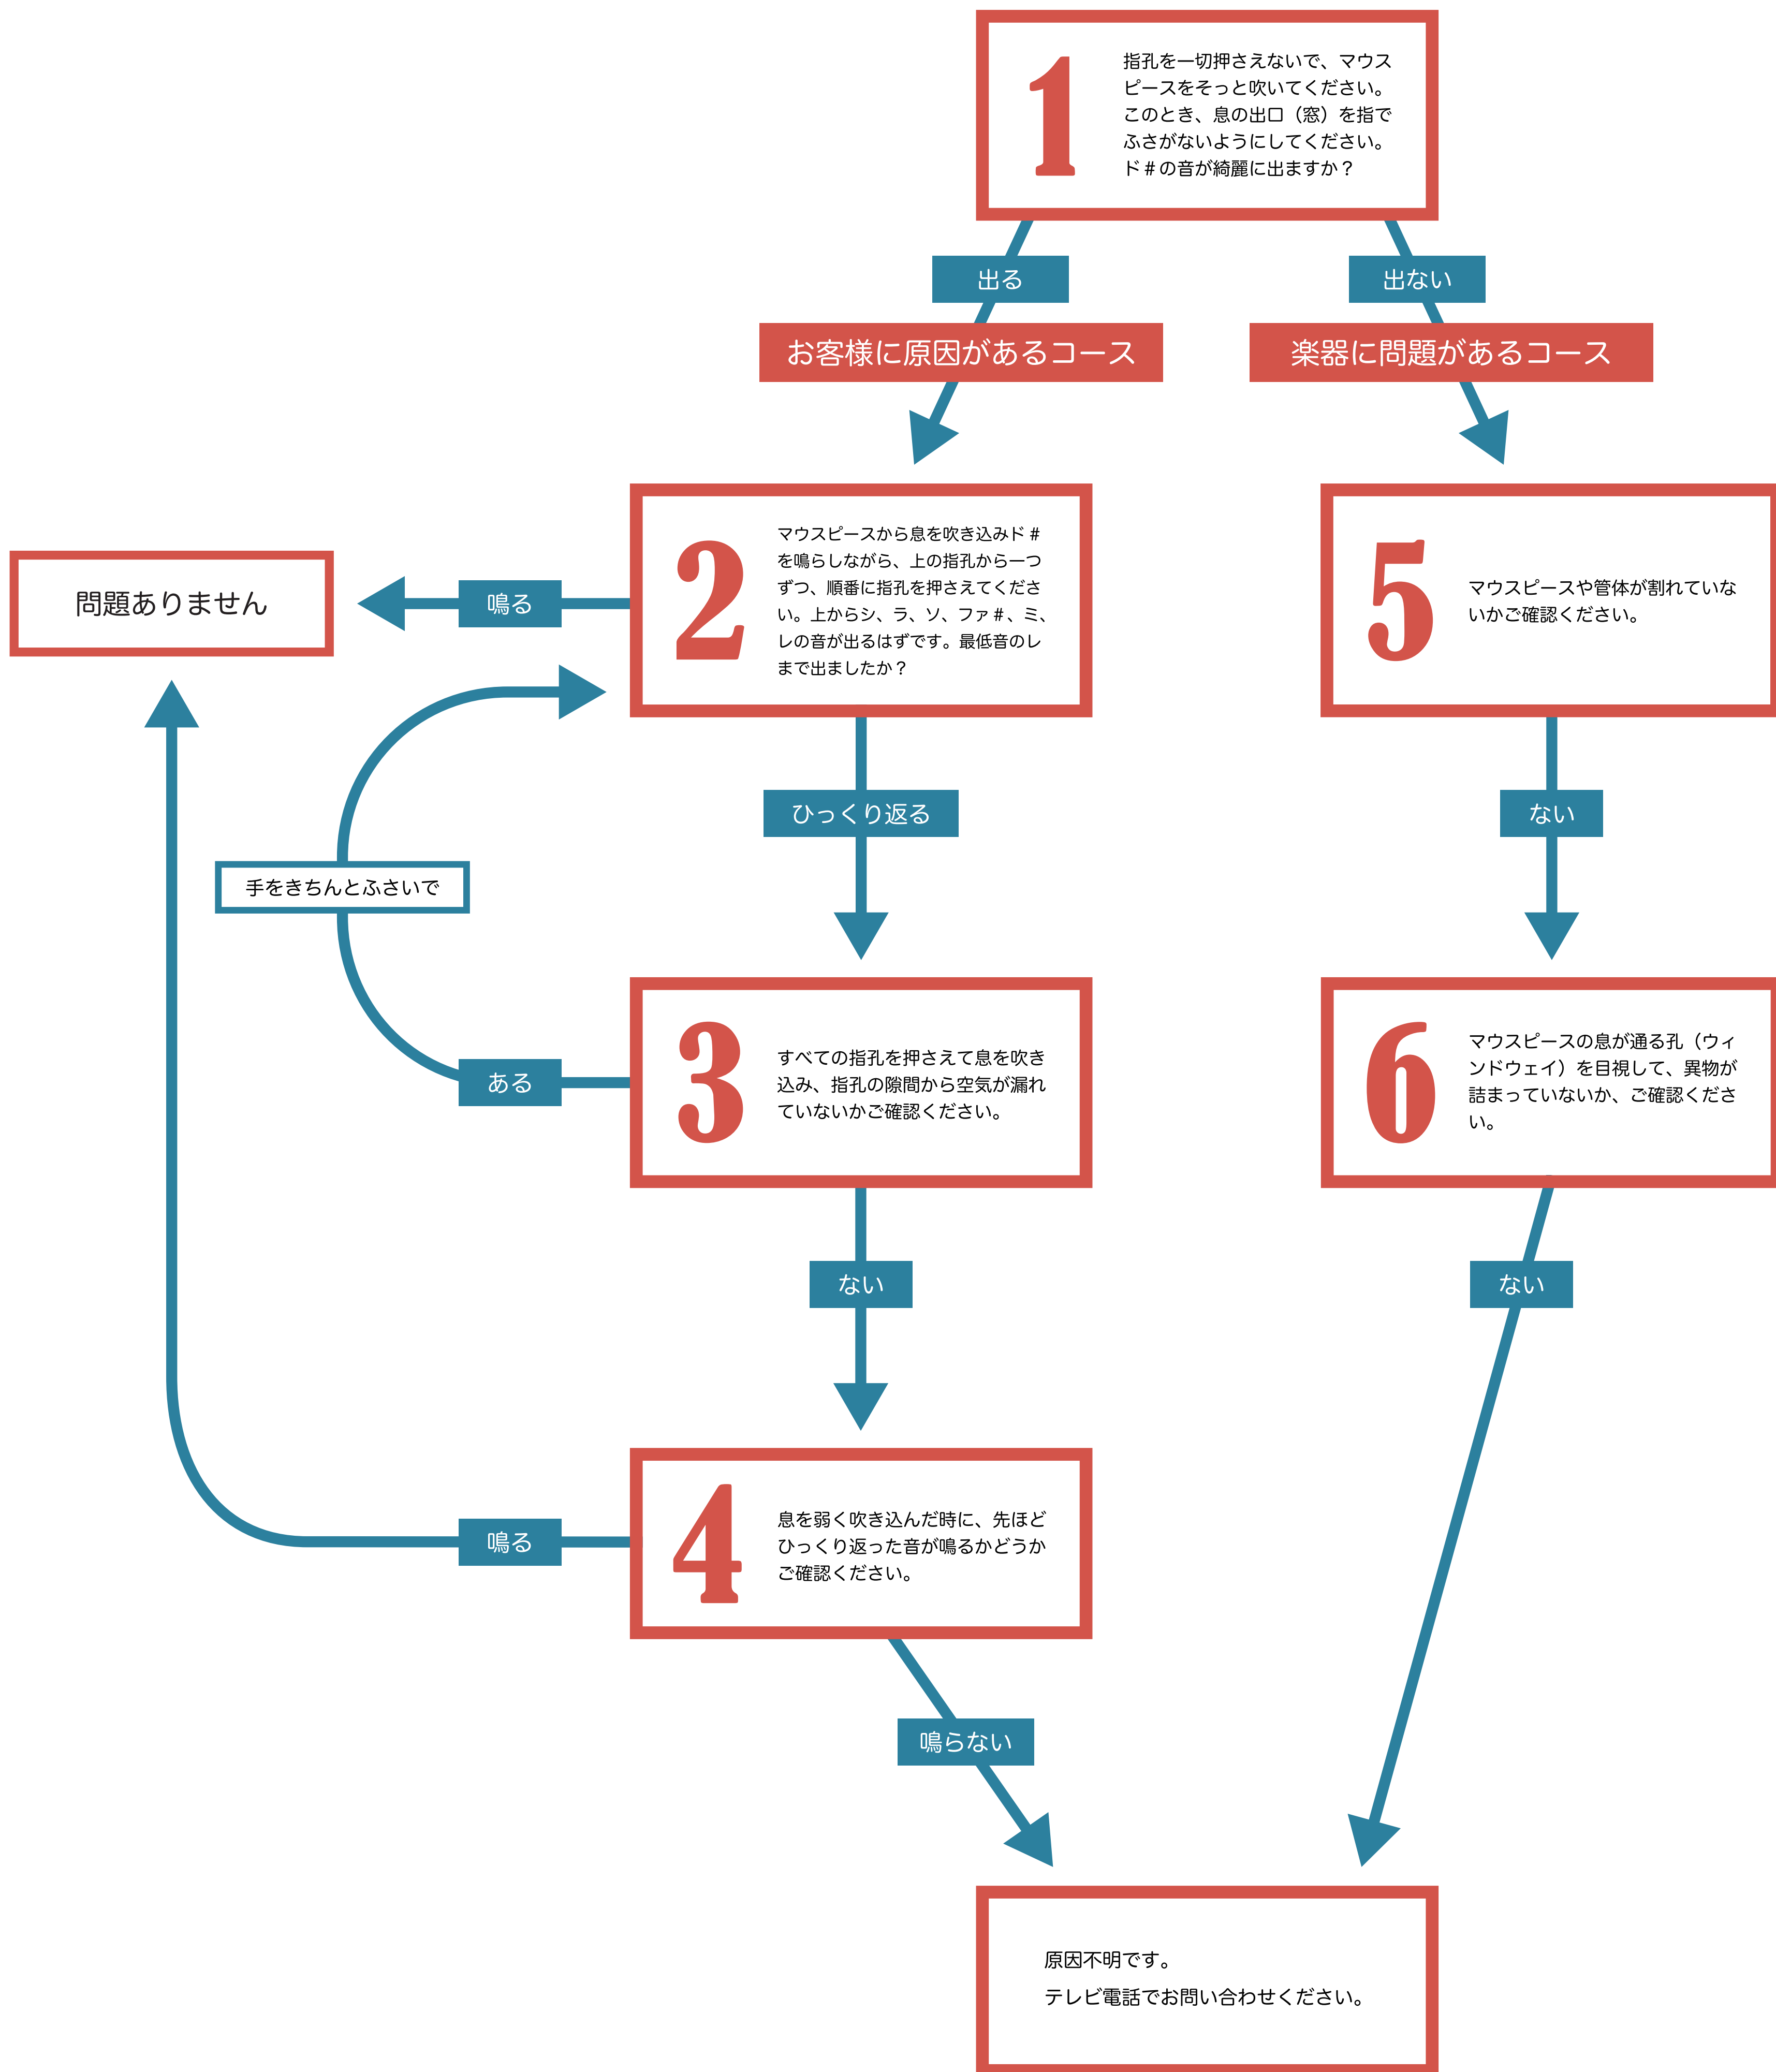 1
指孔を一切押さえないで、マウス
ピースをそっと吹いてください。
このとき、息の出口（窓）を指で
ふさがないようにしてください。
ド＃の音が綺麗に出ますか？
出る
出ない
お客様に原因があるコース
楽器に問題があるコース
問題ありません
鳴る
2
マウスピースから息を吹き込みド＃
を鳴らしながら、上の指孔から一つ
ずつ、順番に指孔を押さえてくださ
い。上からシ、ラ、ソ、ファ＃、ミ、
レの音が出るはずです。最低音のレ
まで出ましたか？
5
マウスピースや管体が割れていな
いかご確認ください。
ひっくり返る
ない
手をきちんとふさいで
ある
3
すべての指孔を押さえて息を吹き
込み、指孔の隙間から空気が漏れ
ていないかご確認ください。
6
マウスピースの息が通る孔（ウィ
ンドウェイ）を目視して、異物が
詰まっていないか、ご確認くださ
い。
ない
ない
鳴る
4
息を弱く吹き込んだ時に、先ほど
ひっくり返った音が鳴るかどうか
ご確認ください。
鳴らない
原因不明です。
テレビ電話でお問い合わせください。